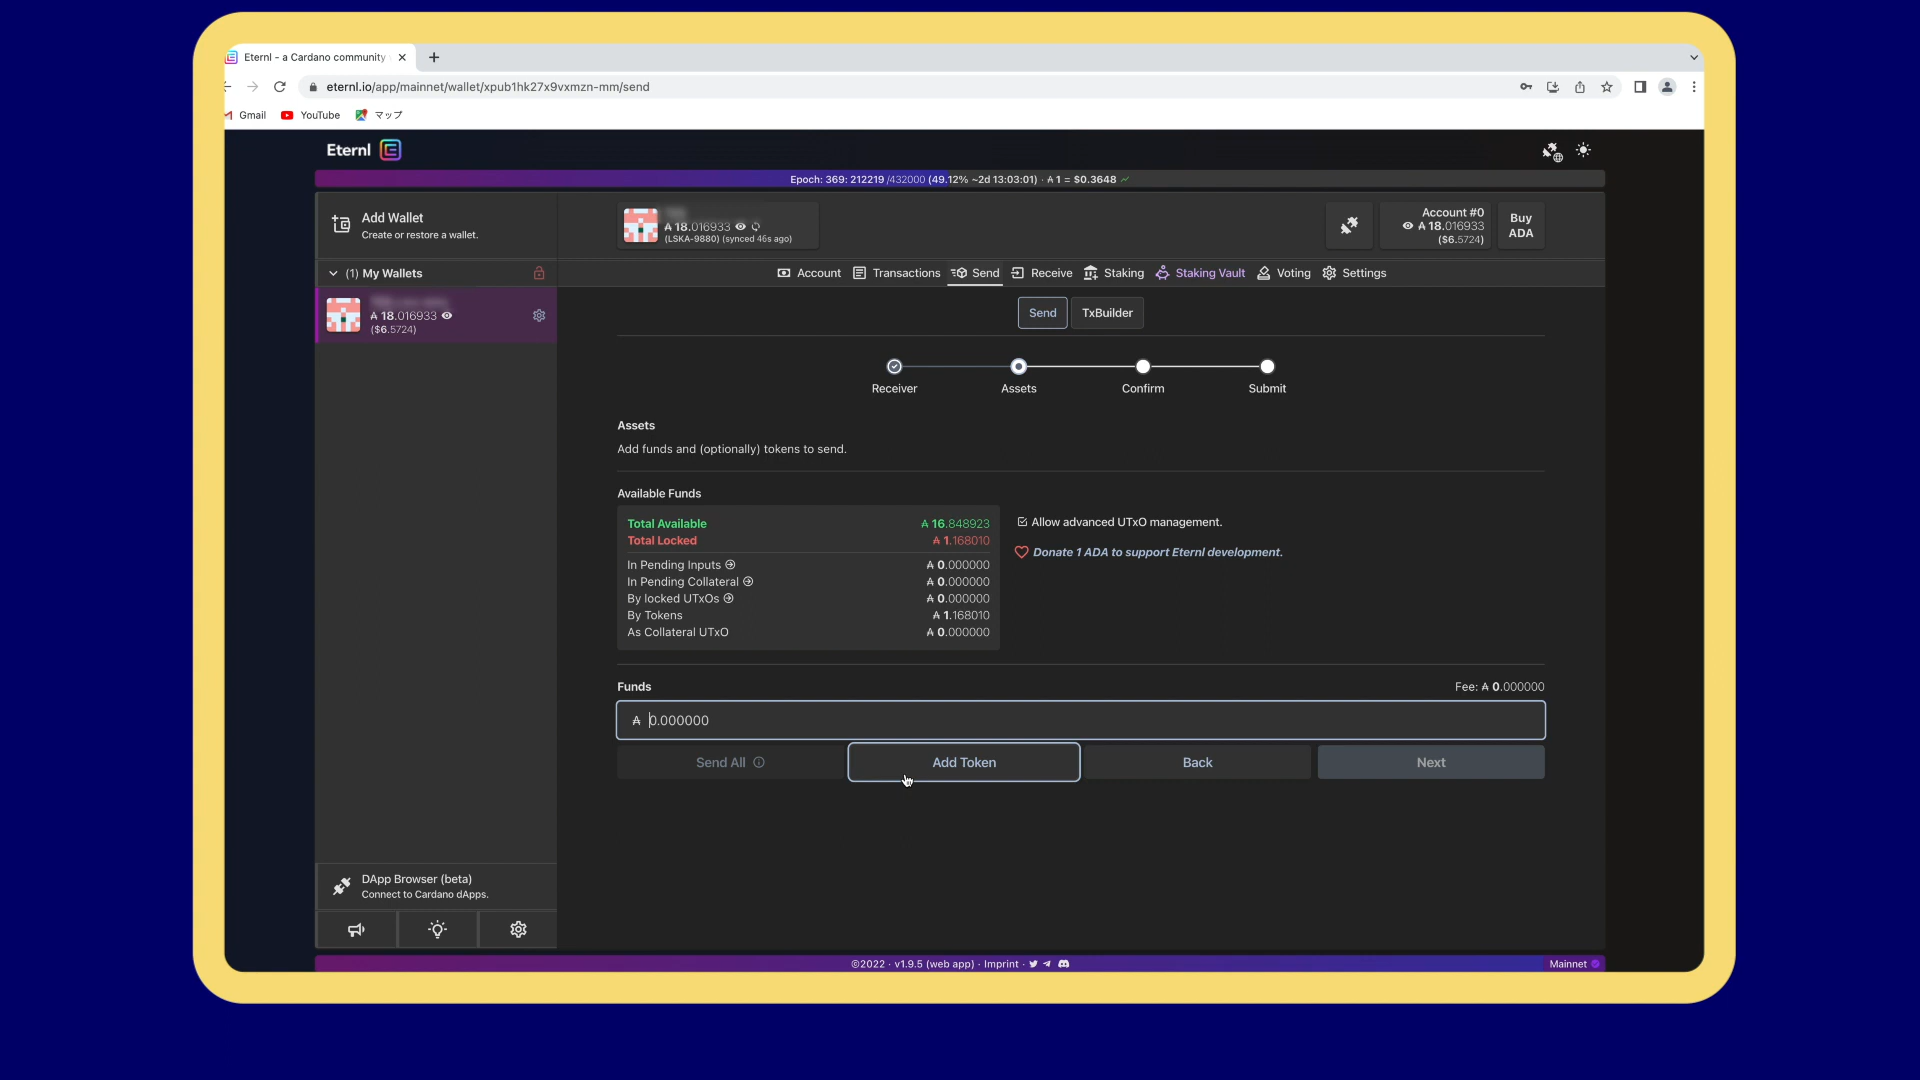 Eternl - a Cardano community
eternl.io/app/mainnet/wallet/xpub1hk27x9vxmzn-mm/send
Gmail YouTube マップ
Eternl
Epoch: 369: 212219 /432000 (49.12% ~2d 13:03:01) · ₳ 1 = $0.3648
Add Wallet
Create or restore a wallet.
₳ 18.016933
(LSKA-9880) (synced 46s ago)
Account #0
₳ 18.016933
($6.5724)
Buy
ADA
(1) My Wallets
Account Transactions Send Receive Staking Staking Vault Voting Settings
₳ 18.016933
($6.5724)
Send TxBuilder
Receiver Assets Confirm Submit
Assets
Add funds and (optionally) tokens to send.
Available Funds
Total Available ₳ 16.848923
Total Locked ₳ 1.168010
In Pending Inputs ₳ 0.000000
In Pending Collateral ₳ 0.000000
By locked UTxOs ₳ 0.000000
By Tokens ₳ 1.168010
As Collateral UTxO ₳ 0.000000
Allow advanced UTxO management.
Donate 1 ADA to support Eternl development.
Funds Fee: ₳ 0.000000
₳ 0.000000
Send All Add Token Back Next
DApp Browser (beta)
Connect to Cardano dApps.
©2022 · v1.9.5 (web app) · Imprint ·
Mainnet